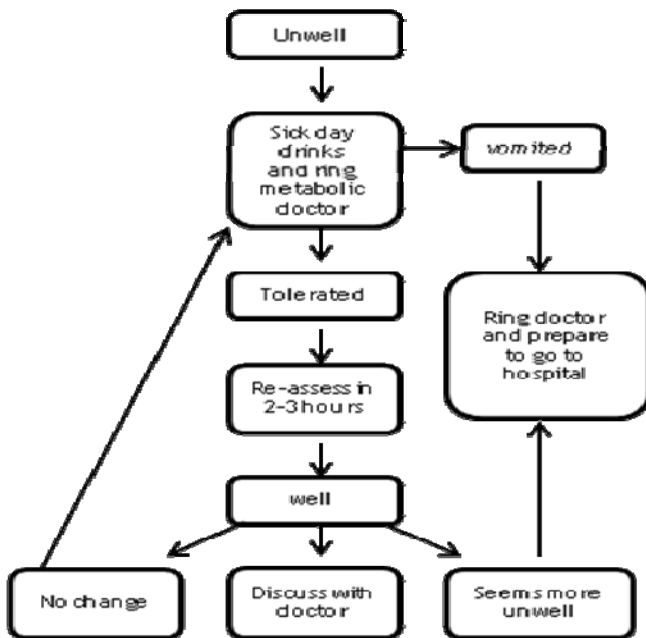 Unwell
Sick day
drinks
and ring
metabolic
doctor
vomited
Tolerated
Ring doctor
and prepare
to go to
hospital
Re-assess in
2-3 hours
well
No change
Discuss with
doctor
Seems more
unwell